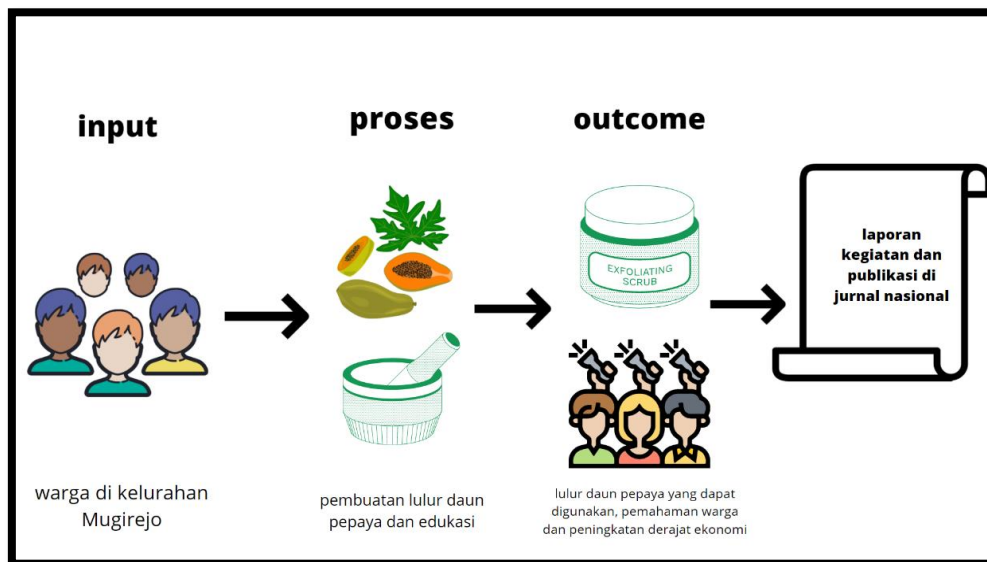 input
warga di kelurahan
Mugirejo
proses
pembuatan lulur daun
pepaya dan edukasi
outcome
EXFOLIATING
SCRUB
lulur daun pepaya yang dapat
digunakan, pemahaman warga
dan peningkatan derajat ekonomi
laporan
kegiatan dan
publikasi di
jurnal nasional